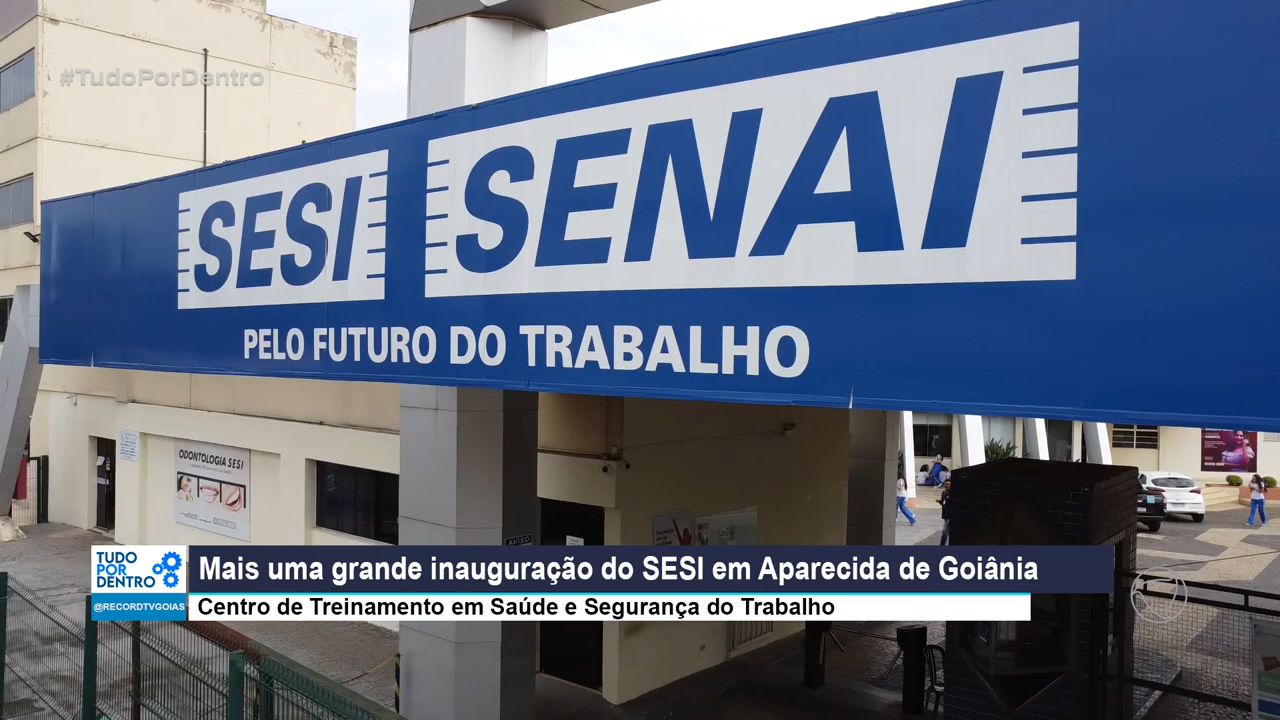 #TudoPorDentro
SESI SENAI
PELO FUTURO DO TRABALHO
ODONTOLOGIA SESI
AVISO
TUDO
POR
DENTRO
Mais uma grande inauguração do SESI em Aparecida de Goiânia
@RECORDTVGOIAS
Centro de Treinamento em Saúde e Segurança do Trabalho